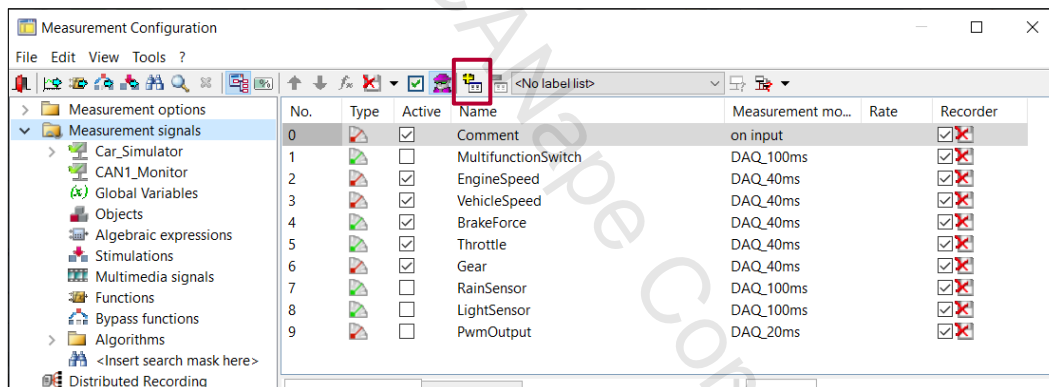 Measurement Configuration
File Edit View Tools ?
<No label list>
Measurement options
Measurement signals
Car_Simulator
CAN1_Monitor
Global Variables
Objects
Algebraic expressions
Stimulations
Multimedia signals
Functions
Bypass functions
Algorithms
<Insert search mask here>
Distributed Recording
No. Type Active Name Measurement mo... Rate Recorder
0 Comment on input
1 MultifunctionSwitch DAQ_100ms
2 EngineSpeed DAQ_40ms
3 VehicleSpeed DAQ_40ms
4 BrakeForce DAQ_40ms
5 Throttle DAQ_40ms
6 Gear DAQ_40ms
7 RainSensor DAQ_100ms
8 LightSensor DAQ_100ms
9 PwmOutput DAQ_20ms
CANape Con